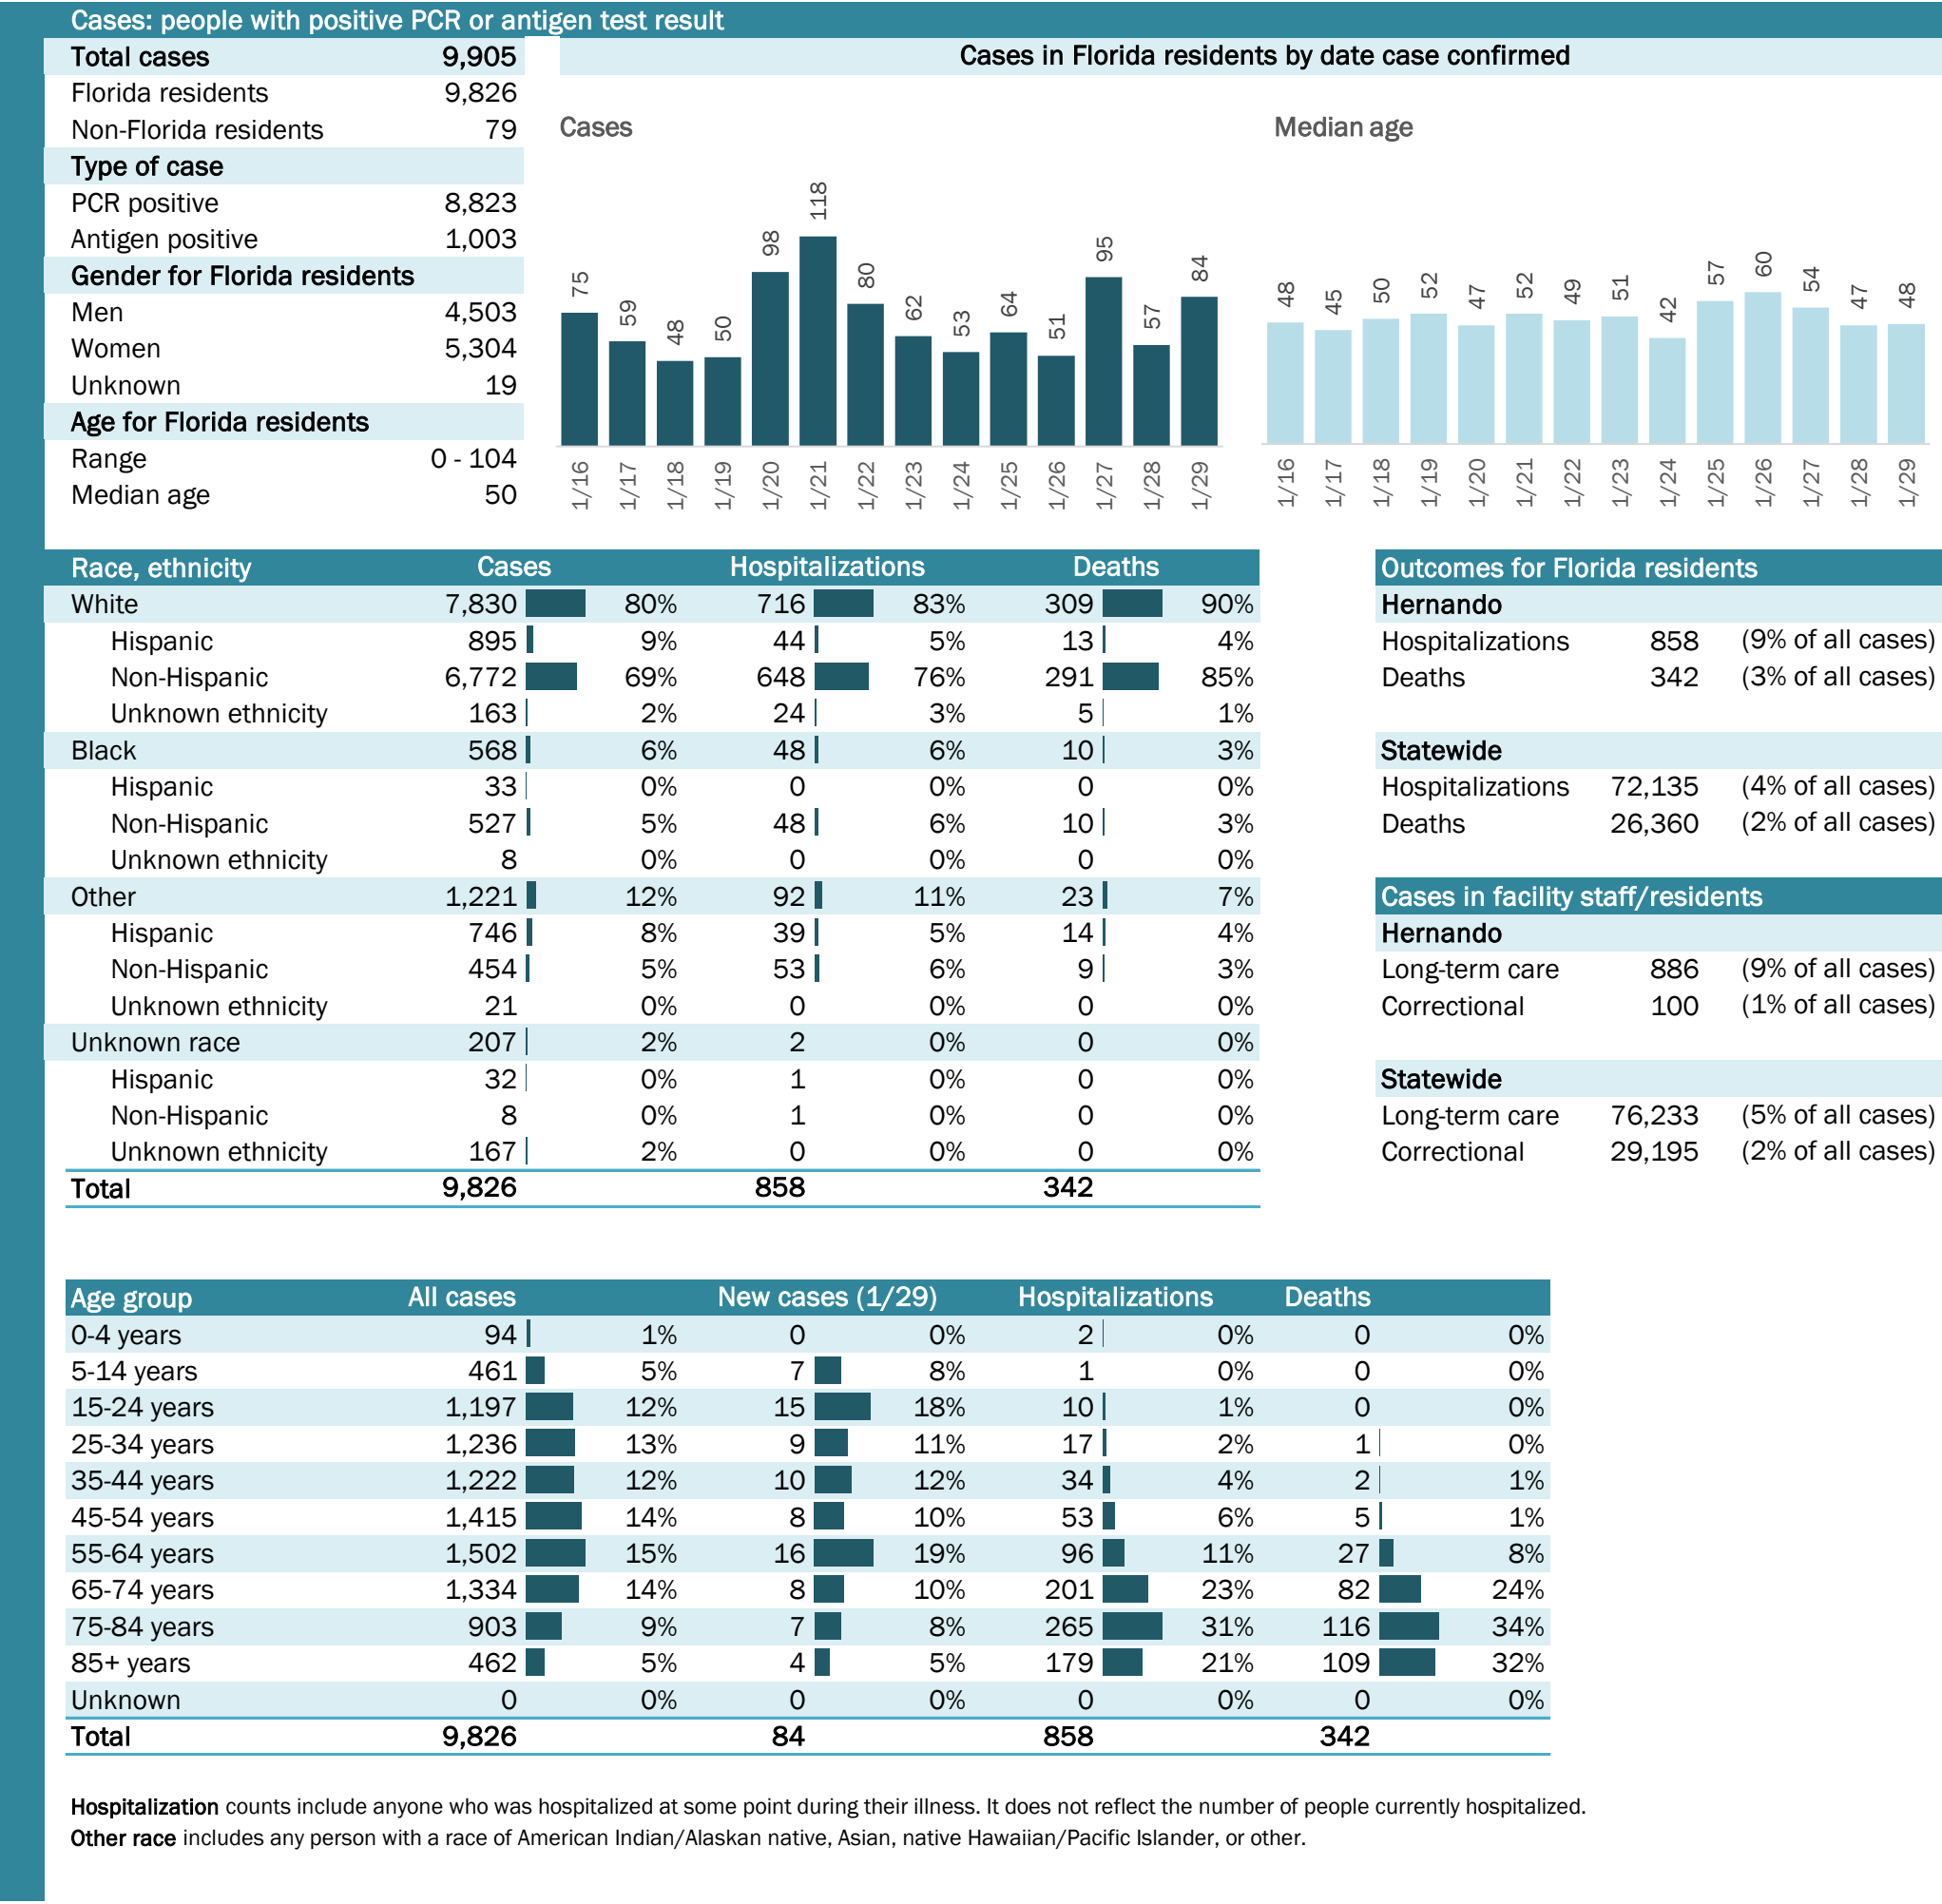 Cases: people with positive PCR or antigen test result
Total cases 9,905
Florida residents 9,826
Non-Florida residents 79
Type of case
PCR positive 8,823
Antigen positive 1,003
Gender for Florida residents
Men 4,503
Women 5,304
Unknown 19
Age for Florida residents
Range 0 - 104
Median age 50
Cases in Florida residents by date case confirmed
Cases
75 59 48 50 98 118 80 62 53 64 51 95 57 84
1/16 1/17 1/18 1/19 1/20 1/21 1/22 1/23 1/24 1/25 1/26 1/27 1/28 1/29
Median age
48 45 50 52 47 52 49 51 42 57 60 54 47 48
1/16 1/17 1/18 1/19 1/20 1/21 1/22 1/23 1/24 1/25 1/26 1/27 1/28 1/29
Race, ethnicity Cases Hospitalizations Deaths
White 7,830 80% 716 83% 309 90%
Hispanic 895 9% 44 5% 13 4%
Non-Hispanic 6,772 69% 648 76% 291 85%
Unknown ethnicity 163 2% 24 3% 5 1%
Black 568 6% 48 6% 10 3%
Hispanic 33 0% 0 0% 0 0%
Non-Hispanic 527 5% 48 6% 10 3%
Unknown ethnicity 8 0% 0 0% 0 0%
Other 1,221 12% 92 11% 23 7%
Hispanic 746 8% 39 5% 14 4%
Non-Hispanic 454 5% 53 6% 9 3%
Unknown ethnicity 21 0% 0 0% 0 0%
Unknown race 207 2% 2 0% 0 0%
Hispanic 32 0% 1 0% 0 0%
Non-Hispanic 8 0% 1 0% 0 0%
Unknown ethnicity 167 2% 0 0% 0 0%
Total 9,826 858 342
Outcomes for Florida residents
Hernando
Hospitalizations 858 (9% of all cases)
Deaths 342 (3% of all cases)
Statewide
Hospitalizations 72,135 (4% of all cases)
Deaths 26,360 (2% of all cases)
Cases in facility staff/residents
Hernando
Long-term care 886 (9% of all cases)
Correctional 100 (1% of all cases)
Statewide
Long-term care 76,233 (5% of all cases)
Correctional 29,195 (2% of all cases)
Age group All cases New cases (1/29) Hospitalizations Deaths
0-4 years 94 1% 0 0% 2 0% 0 0%
5-14 years 461 5% 7 8% 1 0% 0 0%
15-24 years 1,197 12% 15 18% 10 1% 0 0%
25-34 years 1,236 13% 9 11% 17 2% 1 0%
35-44 years 1,222 12% 10 12% 34 4% 2 1%
45-54 years 1,415 14% 8 10% 53 6% 5 1%
55-64 years 1,502 15% 16 19% 96 11% 27 8%
65-74 years 1,334 14% 8 10% 201 23% 82 24%
75-84 years 903 9% 7 8% 265 31% 116 34%
85+ years 462 5% 4 5% 179 21% 109 32%
Unknown 0 0% 0 0% 0 0% 0 0%
Total 9,826 84 858 342
Hospitalization counts include anyone who was hospitalized at some point during their illness. It does not reflect the number of people currently hospitalized.
Other race includes any person with a race of American Indian/Alaskan native, Asian, native Hawaiian/Pacific Islander, or other.